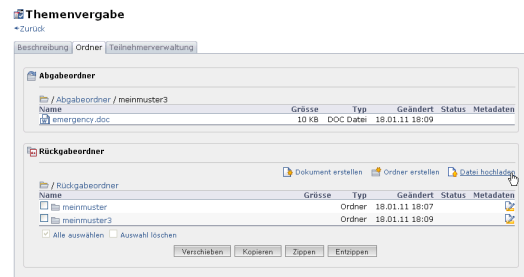 Themenvergabe
Zurück
Beschreibung Ordner Teilnehmerverwaltung
Abgabeordner
/ Abgabeordner / meinmuster3
Name Grösse Typ Geändert Status Metadaten
emergency.doc 10 KB DOC Datei 18.01.11 18:09
Rückgabeordner
Dokument erstellen Ordner erstellen Datei hochladen
/ Rückgabeordner
Name Grösse Typ Geändert Status Metadaten
meinmuster Ordner 18.01.11 18:07
meinmuster3 Ordner 18.01.11 18:09
Alle auswählen Auswahl löschen
Verschieben Kopieren Zippen Entzippen